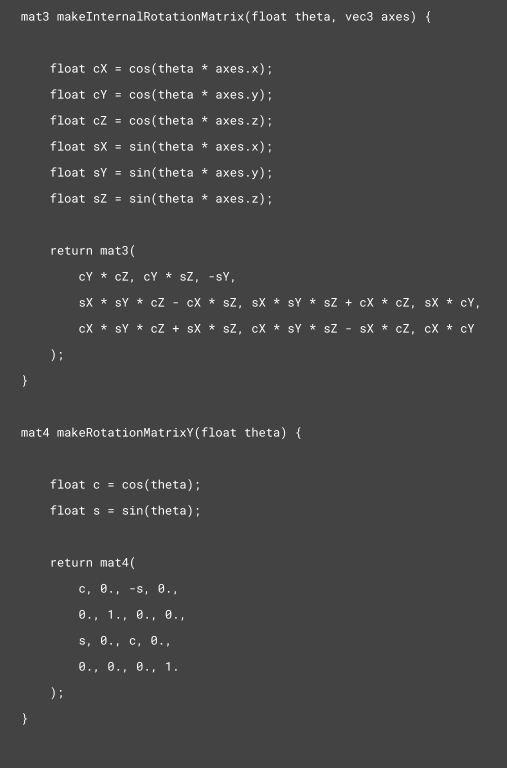 mat3 makeInternalRotationMatrix(float theta, vec3 axes) {
float cX = cos(theta * axes.x);
float cY = cos(theta * axes.y);
float cZ = cos(theta * axes.z);
float sX = sin(theta * axes.x);
float sY = sin(theta * axes.y);
float sZ = sin(theta * axes.z);
return mat3(
cY * cZ, cY * sZ, -sY,
sX * sY * cZ - cX * sZ, sX * sY * sZ + cX * cZ, sX * cY,
cX * sY * cZ + sX * sZ, cX * sY * sZ - sX * cZ, cX * cY
);
}
mat4 makeRotationMatrixY(float theta) {
float c = cos(theta);
float s = sin(theta);
return mat4(
c, 0., -s, 0.,
0., 1., 0., 0.,
s, 0., c, 0.,
0., 0., 0., 1.
);
}